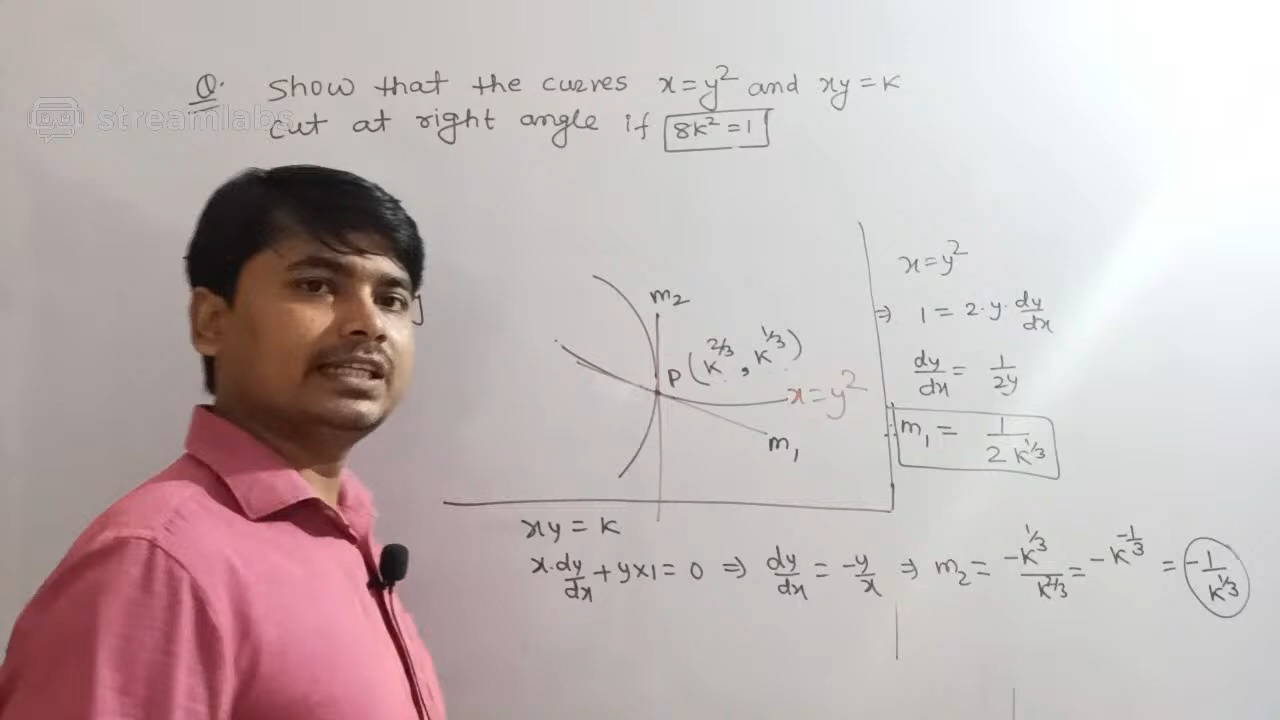 Q. Show that the curves x=y² and xy=k
streamlabs
cut at right angle if 8k²=1
x=y²
⇒ 1 = 2·y·dy/dx
dy/dx = 1/2y
∴ m₁ = 1/2k^1/3
m₂
P(k^2/3, k^1/3)
x=y²
m₁
xy = k
x·dy/dx + y×1 = 0 ⇒ dy/dx = -y/x ⇒ m₂ = -k^1/3/k^2/3 = -k^-1/3 = -1/k^1/3